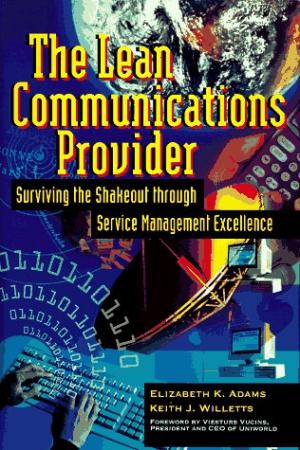 The Lean
Communications
Provider
Surviving the Shakeout through
Service Management Excellence
ELIZABETH K. ADAMS
KEITH J. WILLETTS
FOREWORD BY VIESTURS VUCINS,
PRESIDENT AND CEO OF UNIWORLD